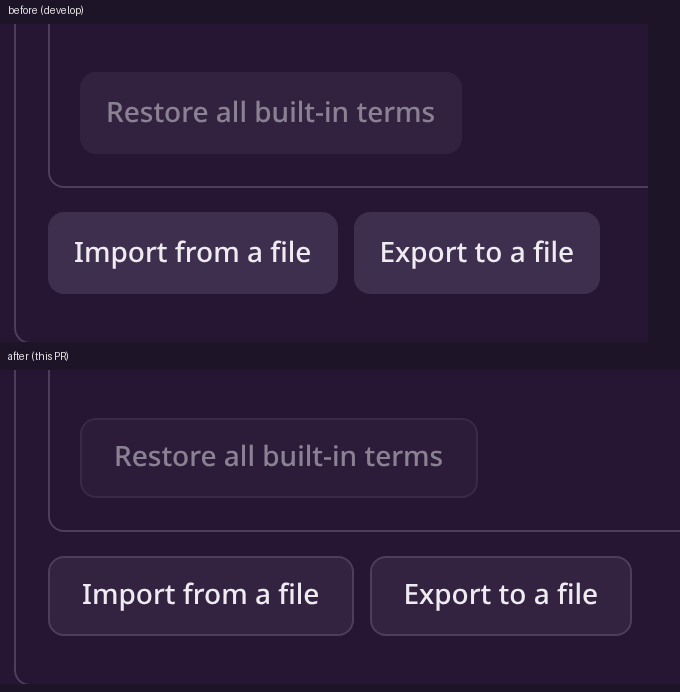 before (develop)
Restore all built-in terms
Import from a file
Export to a file
after (this PR)
Restore all built-in terms
Import from a file
Export to a file